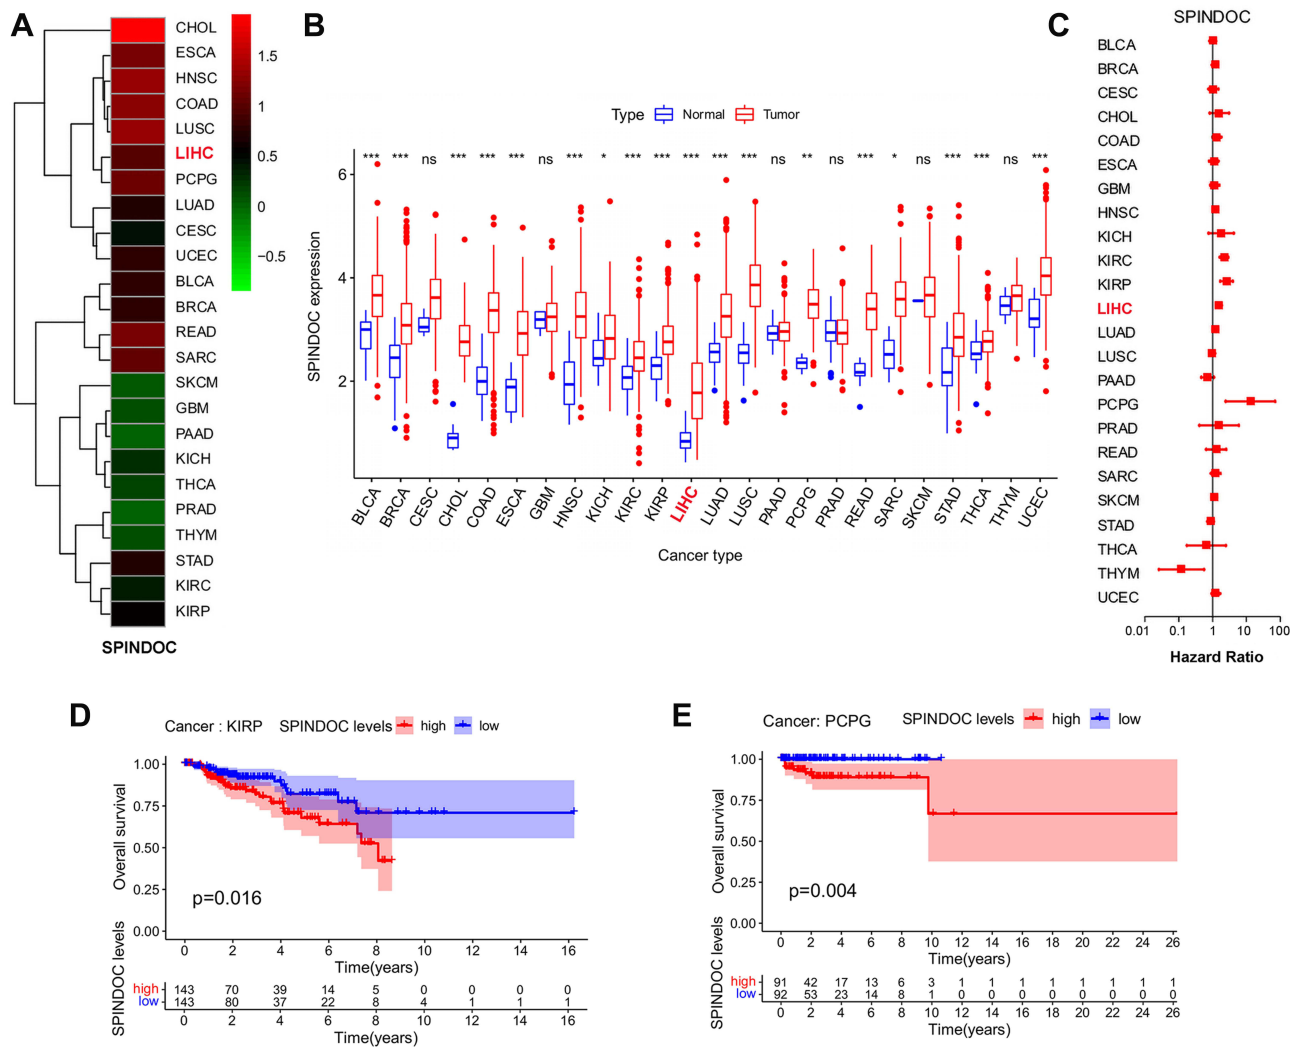 A
CHOL
ESCA
HNSC
COAD
LUSC
LIHC
PCPG
LUAD
CESC
UCEC
BLCA
BRCA
READ
SARC
SKCM
GBM
PAAD
KICH
THCA
PRAD
THYM
STAD
KIRC
KIRP
1.5
1
0.5
0
−0.5
SPINDOC
B
Type Normal Tumor
*** *** ns *** *** *** ns *** * *** *** *** *** *** ns ** ns *** * ns *** *** ns ***
SPINDOC expression
6
4
2
BLCA BRCA CESC CHOL COAD ESCA GBM HNSC KICH KIRC KIRP LIHC LUAD LUSC PAAD PCPG PRAD READ SARC SKCM STAD THCA THYM UCEC
Cancer type
C
SPINDOC
BLCA
BRCA
CESC
CHOL
COAD
ESCA
GBM
HNSC
KICH
KIRC
KIRP
LIHC
LUAD
LUSC
PAAD
PCPG
PRAD
READ
SARC
SKCM
STAD
THCA
THYM
UCEC
0.01 0.1 1 10 100
Hazard Ratio
D
Cancer : KIRP SPINDOC levels high low
Overall survival
1.00
0.75
0.50
0.25
0.00
p=0.016
0 2 4 6 8 10 12 14 16
Time(years)
SPINDOC levels
high 143 70 39 14 5 0 0 0 0
low 143 80 37 22 8 4 1 1 1
0 2 4 6 8 10 12 14 16
Time(years)
E
Cancer: PCPG SPINDOC levels high low
Overall survival
1.00
0.75
0.50
0.25
0.00
p=0.004
0 2 4 6 8 10 12 14 16 18 20 22 24 26
Time(years)
SPINDOC levels
high 91 42 17 13 6 3 1 1 1 1 1 1 1 1
low 92 53 23 14 8 1 0 0 0 0 0 0 0 0
0 2 4 6 8 10 12 14 16 18 20 22 24 26
Time(years)